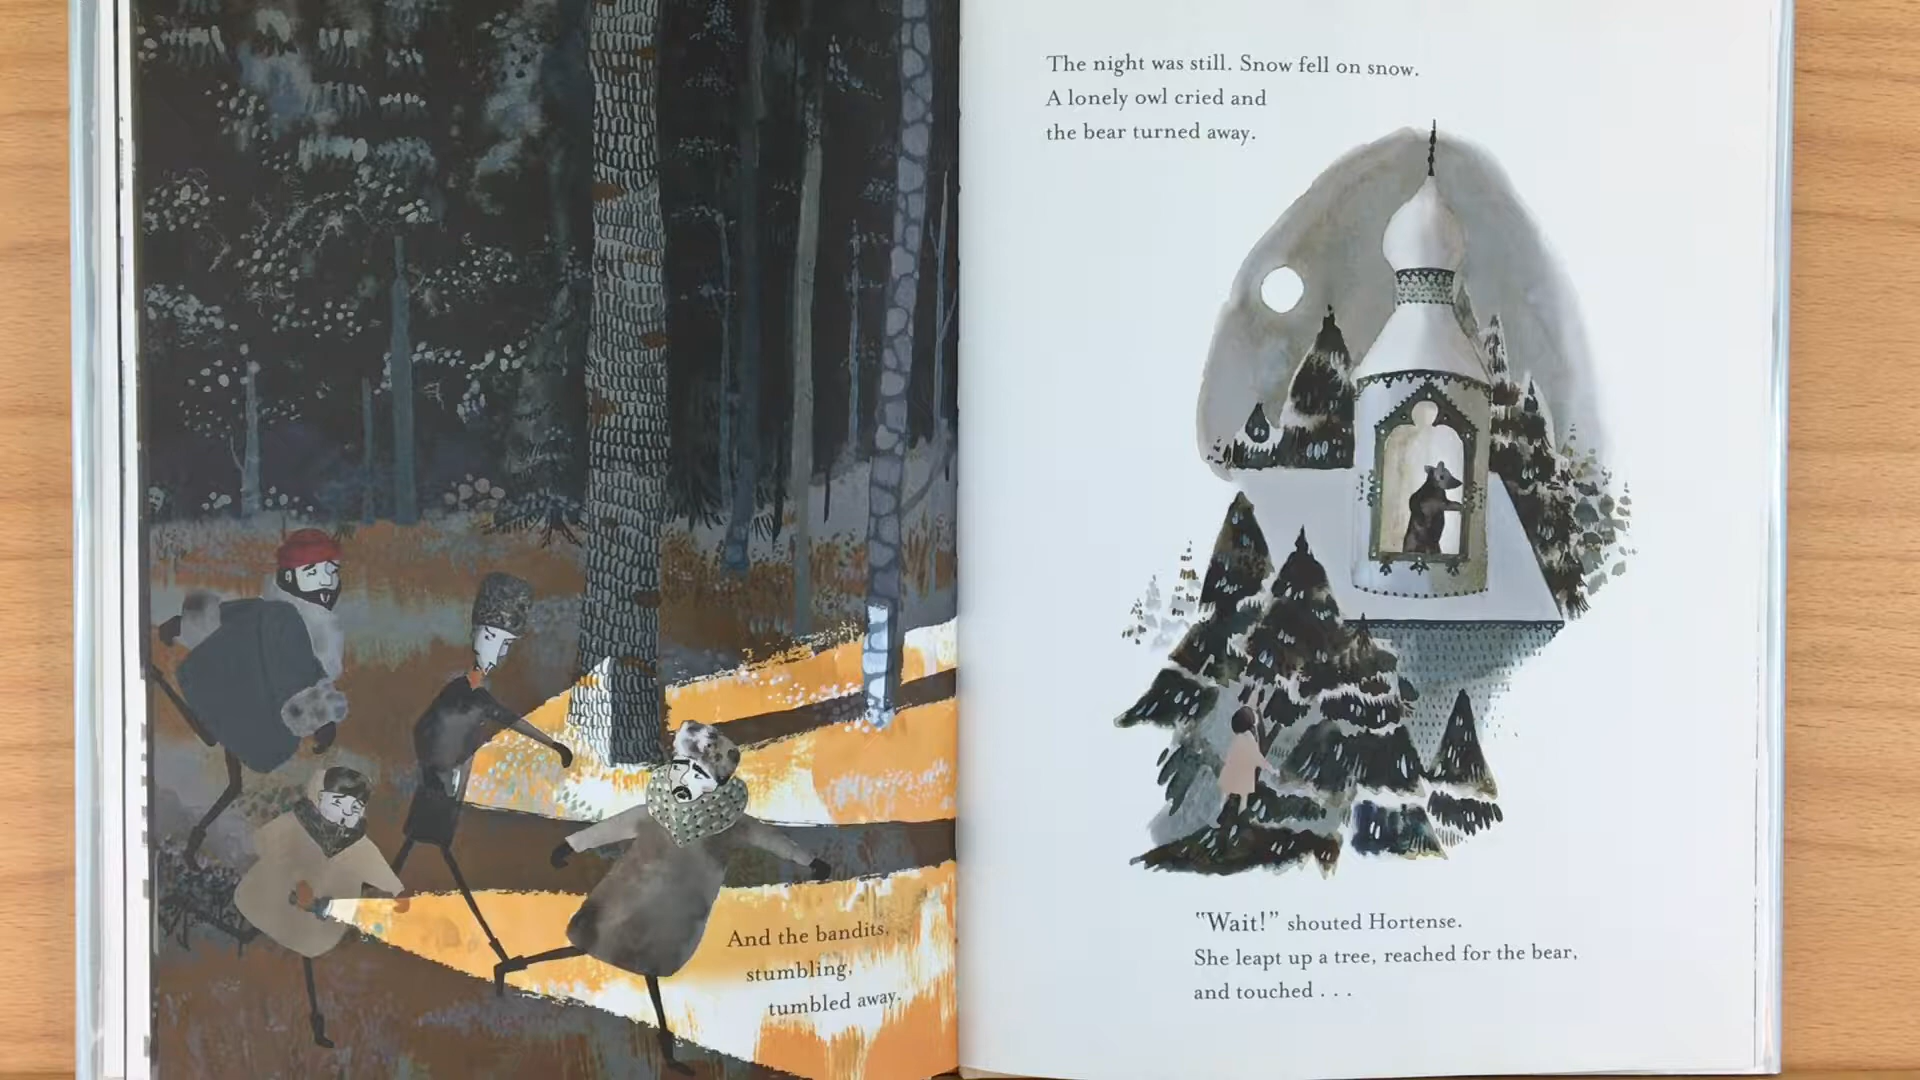 And the bandits,
stumbling,
tumbled away.
The night was still. Snow fell on snow.
A lonely owl cried and
the bear turned away.
“Wait!” shouted Hortense.
She leapt up a tree, reached for the bear,
and touched . . .